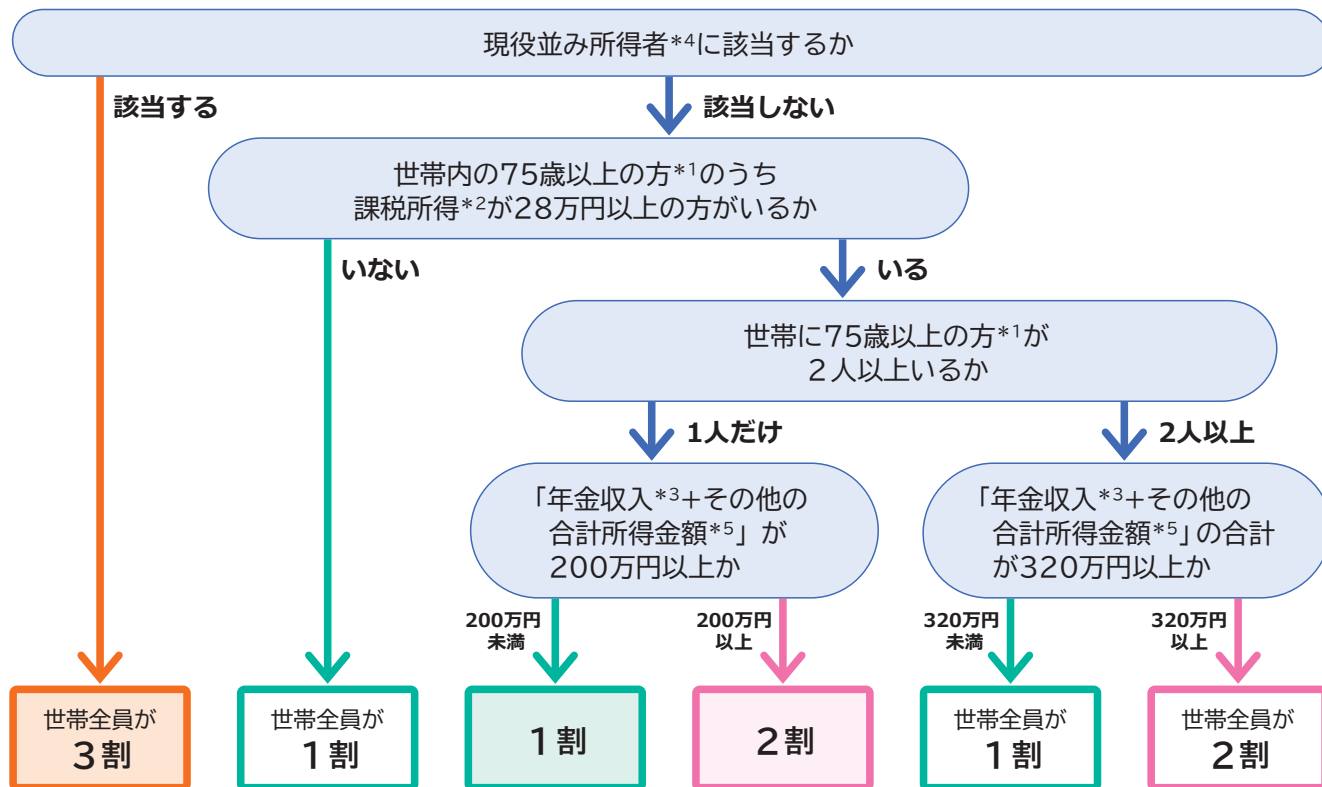 現役並み所得者*4に該当するか
該当する
該当しない
世帯内の75歳以上の方*1のうち
課税所得*2が28万円以上の方がいるか
いない
いる
世帯に75歳以上の方*1が
2人以上いるか
1人だけ
2人以上
「年金収入*3+その他の
合計所得金額*5」が
200万円以上か
「年金収入*3+その他の
合計所得金額*5」の合計
が320万円以上か
200万円
未満
200万円
以上
320万円
未満
320万円
以上
世帯全員が
3割
世帯全員が
1割
1割
2割
世帯全員が
1割
世帯全員が
2割